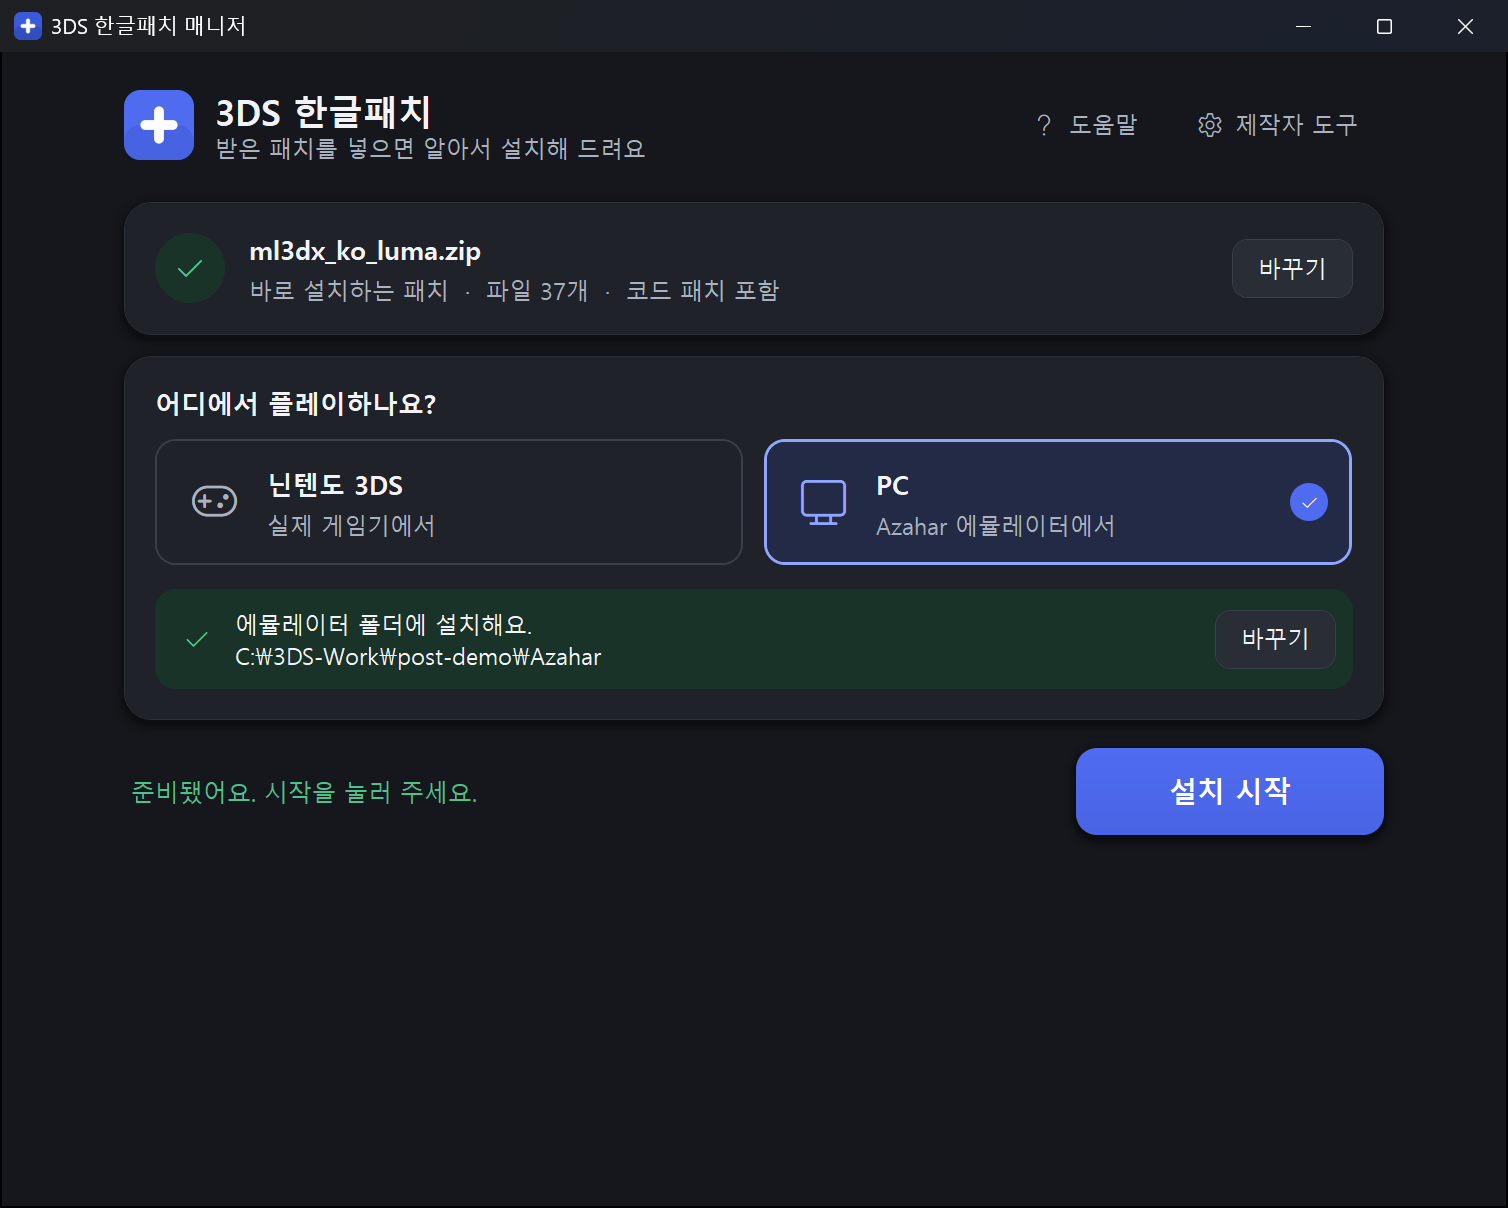 3DS 한글패치 매니저
3DS 한글패치
받은 패치를 넣으면 알아서 설치해 드려요
? 도움말
제작자 도구
ml3dx_ko_luma.zip
바로 설치하는 패치 · 파일 37개 · 코드 패치 포함
바꾸기
어디에서 플레이하나요?
닌텐도 3DS
실제 게임기에서
PC
Azahar 에뮬레이터에서
에뮬레이터 폴더에 설치해요.
C:₩3DS-Work₩post-demo₩Azahar
바꾸기
준비됐어요. 시작을 눌러 주세요.
설치 시작